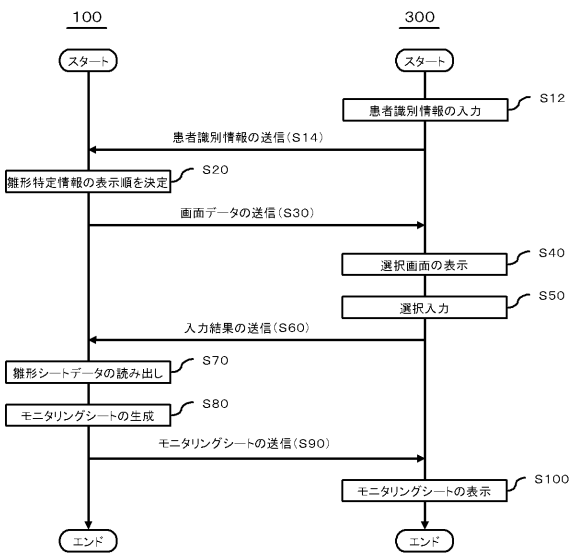 100
300
スタート
スタート
患者識別情報の入力
S12
患者識別情報の送信(S14)
雛形特定情報の表示順を決定
S20
画面データの送信(S30)
選択画面の表示
S40
選択入力
S50
入力結果の送信(S60)
雛形シートデータの読み出し
S70
モニタリングシートの生成
S80
モニタリングシートの送信(S90)
モニタリングシートの表示
S100
エンド
エンド